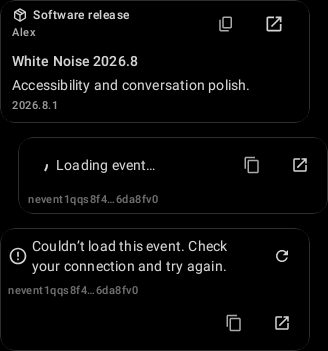 Software release
Alex
White Noise 2026.8
Accessibility and conversation polish.
2026.8.1
Loading event…
nevent1qqs8f4…6da8fv0
Couldn’t load this event. Check
your connection and try again.
nevent1qqs8f4…6da8fv0